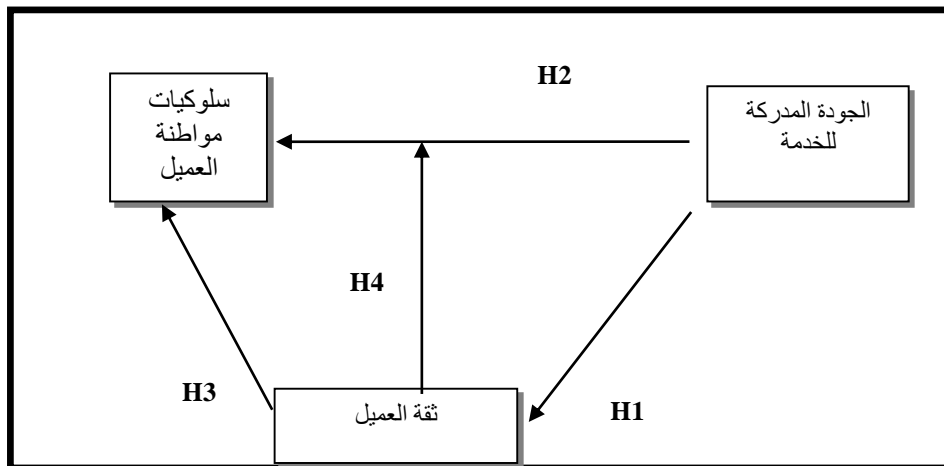 H2
الجودة المدركة
للخدمة
سلوكيات
مواطنة
العميل
H4
H3
ثقة العميل
H1